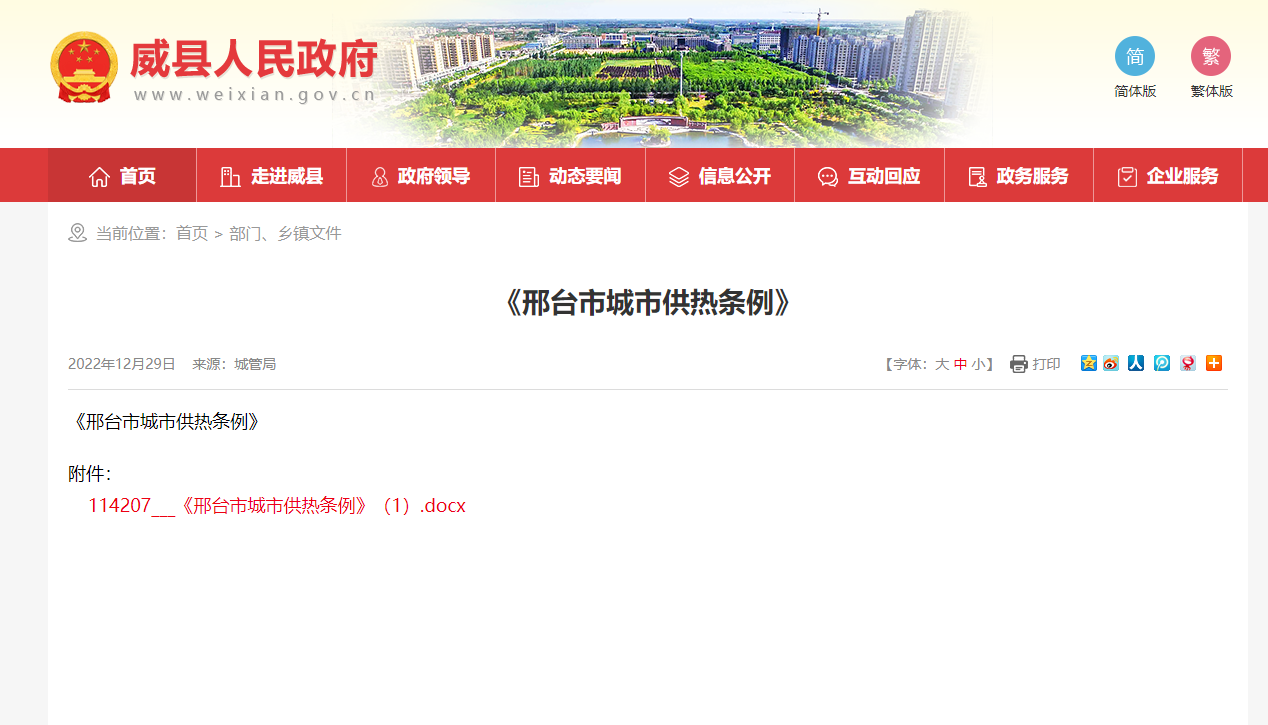 威县人民政府
www.weixian.gov.cn
简 繁
简体版 繁体版
首页 走进威县 政府领导 动态要闻 信息公开 互动回应 政务服务 企业服务
当前位置：首页 > 部门、乡镇文件
《邢台市城市供热条例》
2022年12月29日 来源：城管局 【字体：大 中 小】 打印
《邢台市城市供热条例》
附件：
114207___《邢台市城市供热条例》（1）.docx